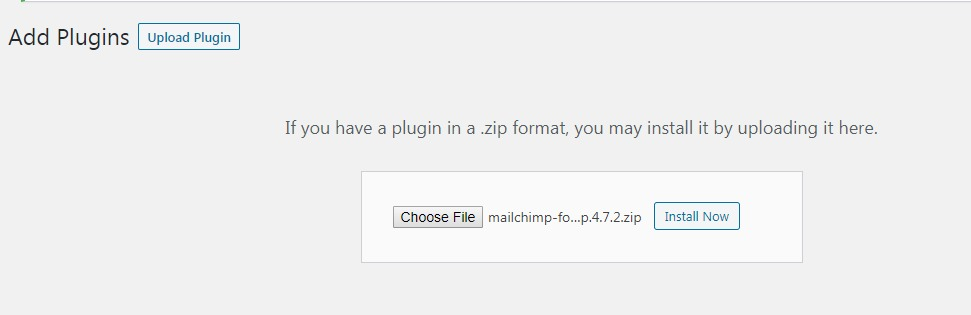 Add Plugins Upload Plugin
If you have a plugin in a .zip format, you may install it by uploading it here.
Choose File mailchimp-fo...p.4.7.2.zip Install Now